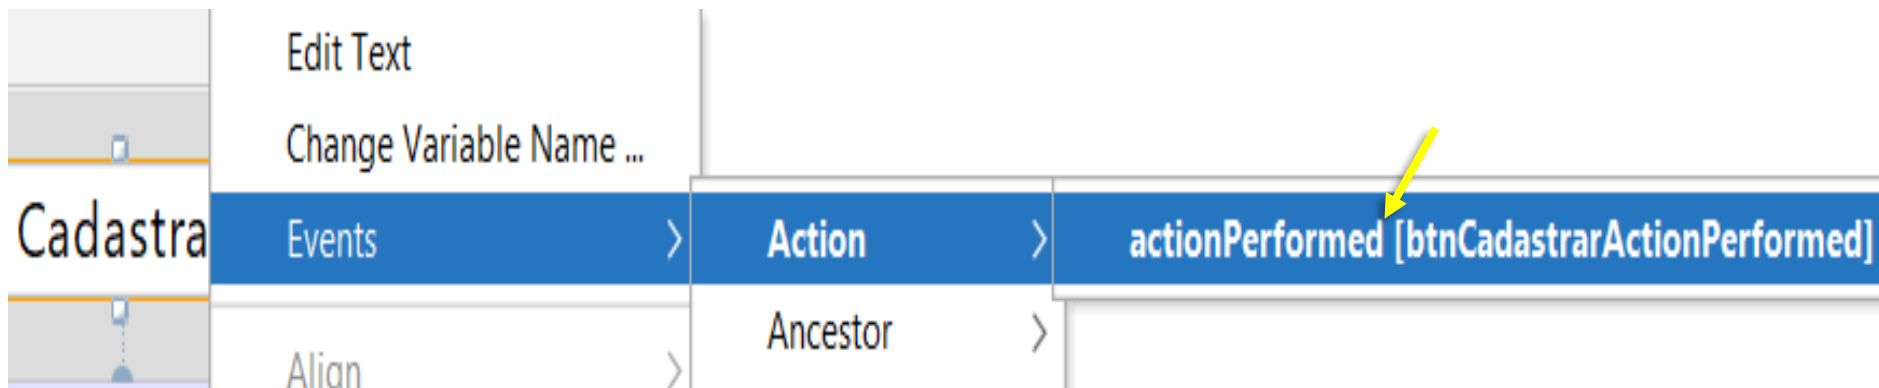 Edit Text
Change Variable Name ...
Cadastra
Events
Action
actionPerformed [btnCadastrarActionPerformed]
Ancestor
Align